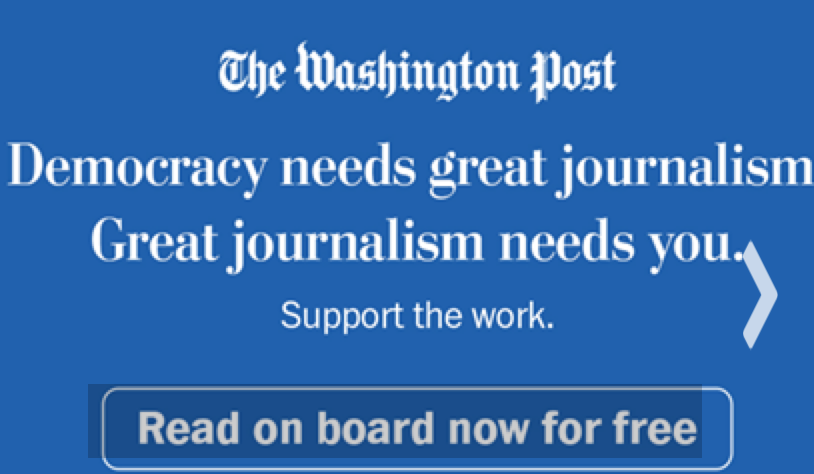 The Washington Post
Democracy needs great journalism
Great journalism needs you.
Support the work.
Read on board now for free